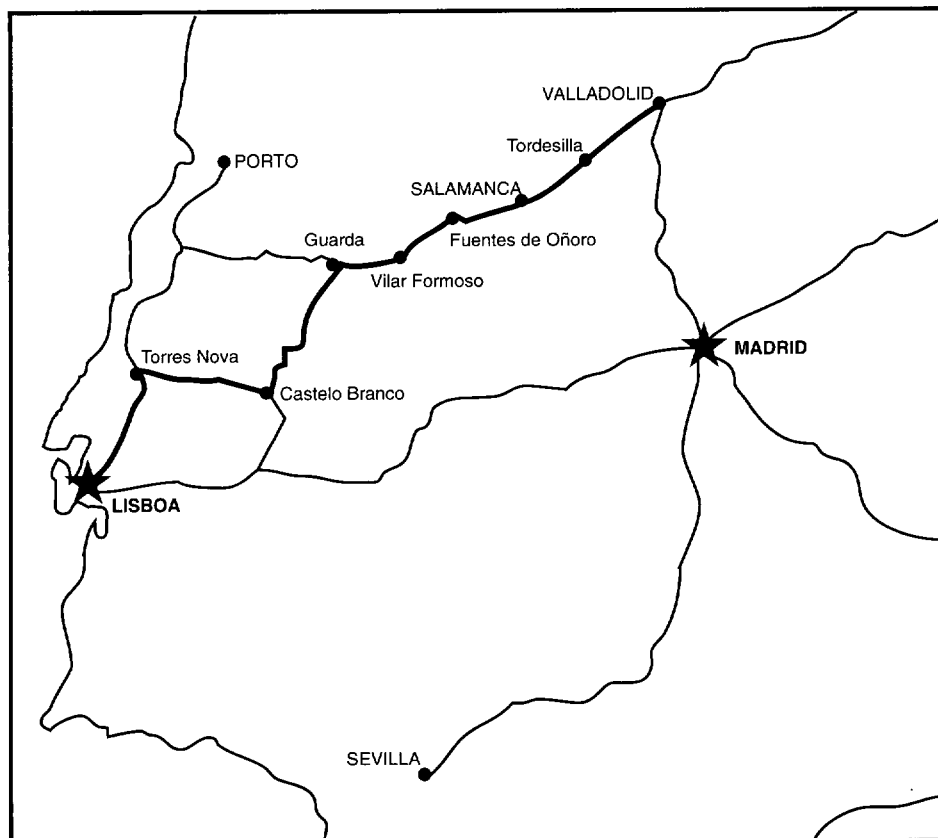 VALLADOLID
Tordesilla
PORTO
SALAMANCA
Fuentes de Oñoro
Guarda
Vilar Formoso
MADRID
Torres Nova
Castelo Branco
LISBOA
SEVILLA